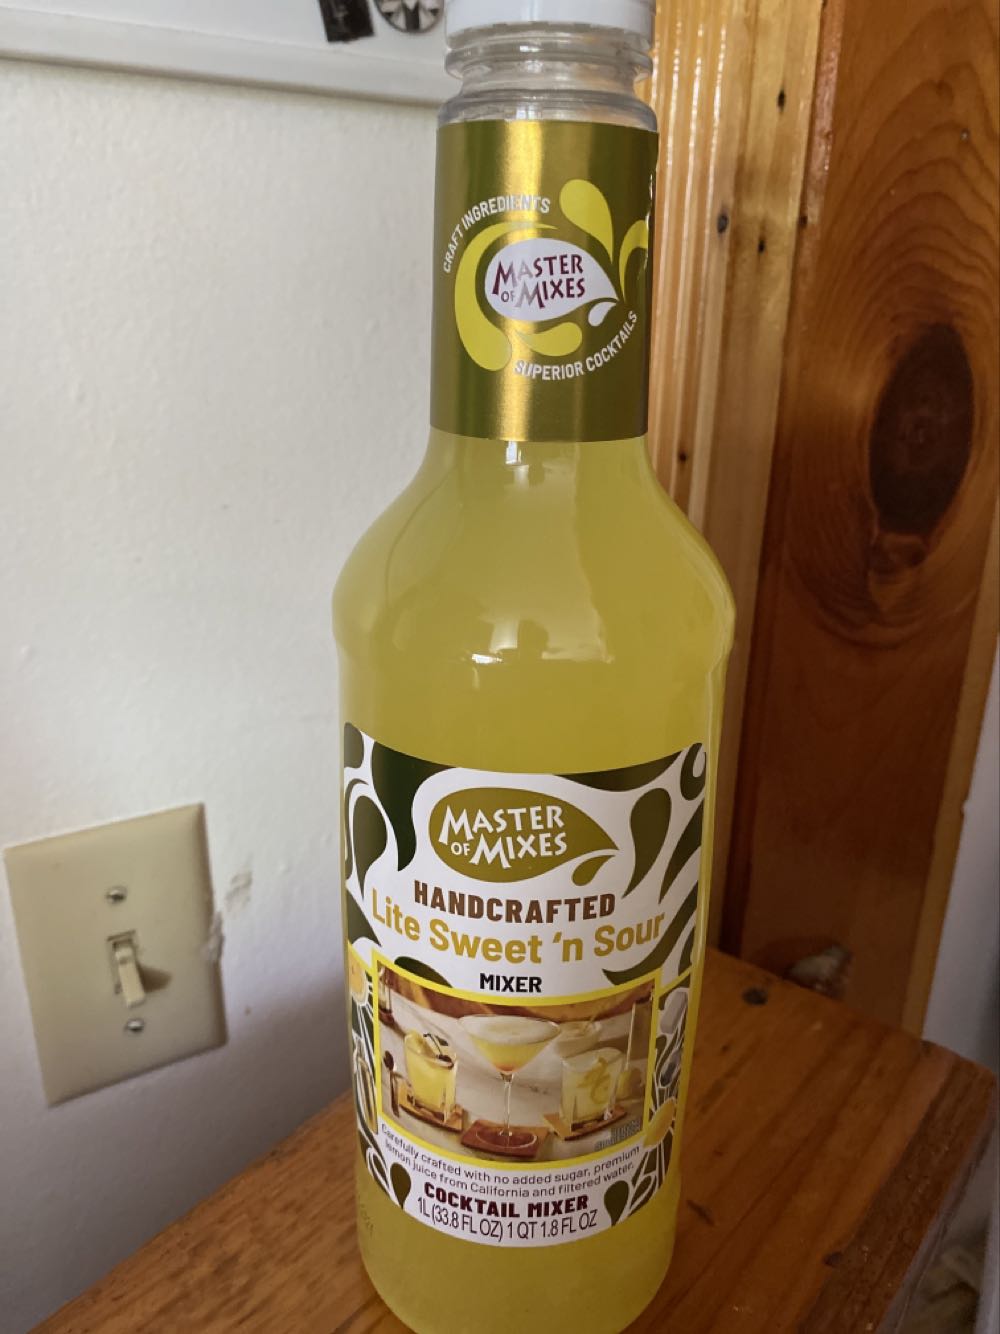 CRAFT INGREDIENTS
MASTER
OF MIXES
SUPERIOR COCKTAILS
MASTER
OF MIXES
HANDCRAFTED
Lite Sweet 'n Sour
MIXER
Carefully crafted with no added sugar, premium
lemon juice from California and filtered water.
COCKTAIL MIXER
1L (33.8 FL OZ) 1 QT 1.8 FL OZ